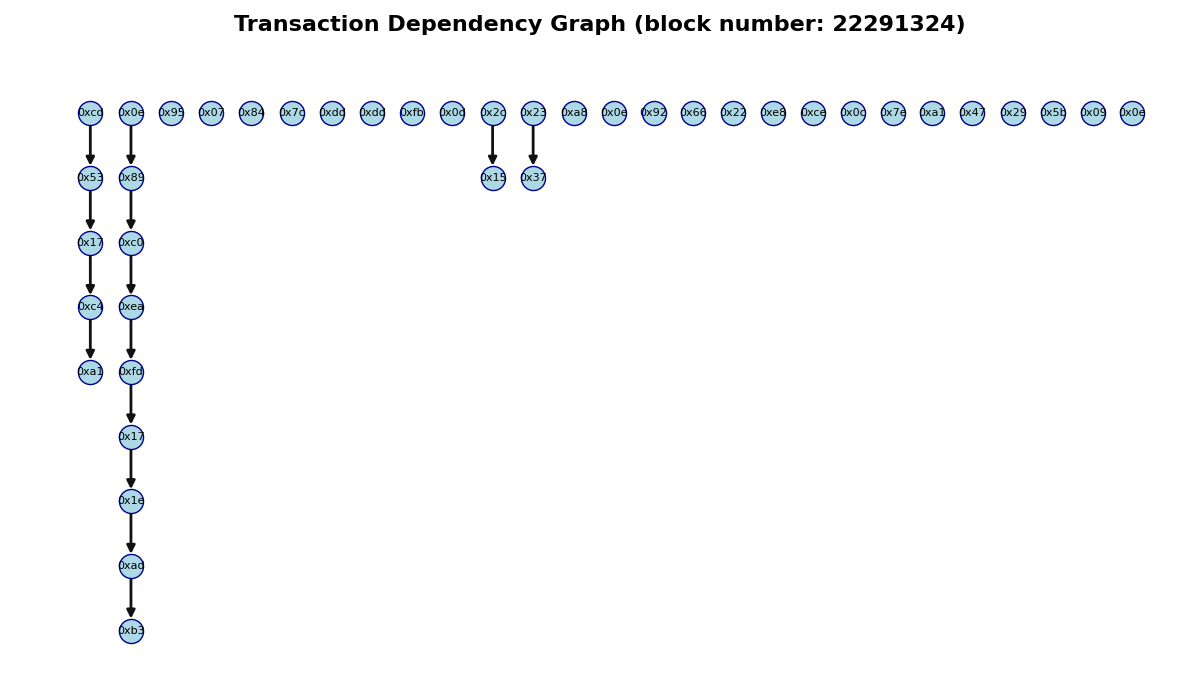 Transaction Dependency Graph (block number: 22291324)
0xcd 0x0e 0x95 0x07 0x84 0x7c 0xdd 0xdd 0xfb 0x0d 0x2c 0x23 0xa8 0x0e 0x92 0x66 0x22 0xe8 0xce 0x0c 0x7e 0xa1 0x47 0x29 0x5b 0x09 0x0e
0x53 0x89 0x15 0x37
0x17 0xc0
0xc4 0xea
0xa1 0xfd
0x17
0x1e
0xad
0xb3